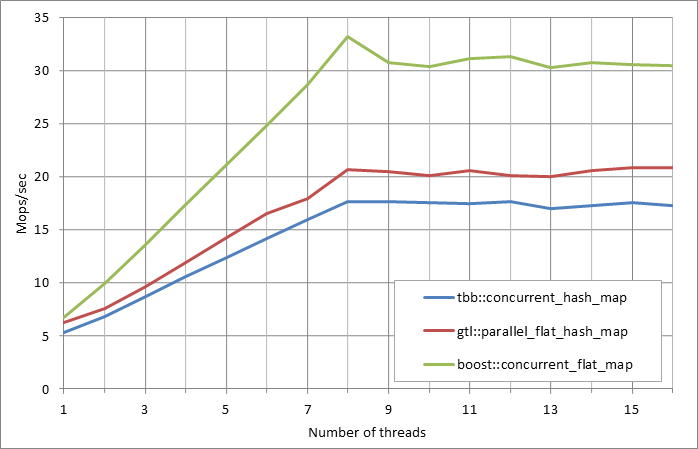 35
30
25
20
15
10
5
0
Mops/sec
tbb::concurrent_hash_map
gtl::parallel_flat_hash_map
boost::concurrent_flat_map
1 3 5 7 9 11 13 15
Number of threads